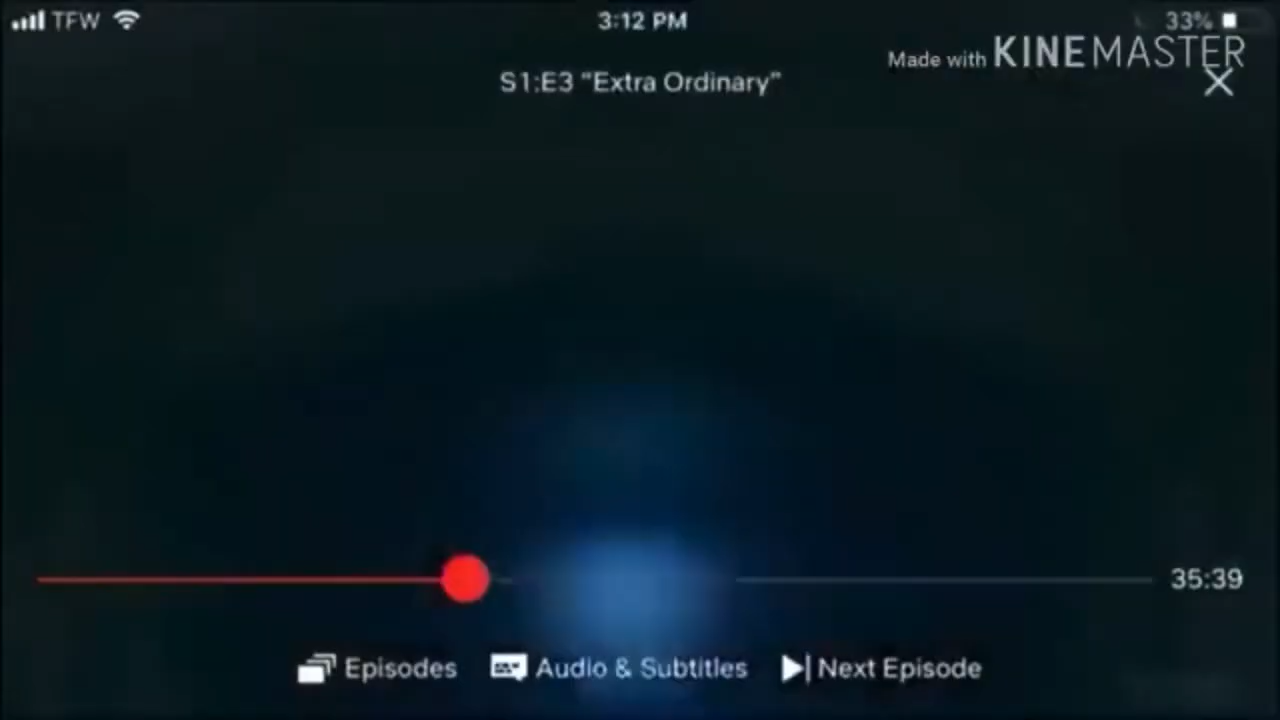 TFW 3:12 PM 33%
Made with KINEMASTER
S1:E3 "Extra Ordinary"
35:39
Episodes Audio & Subtitles Next Episode